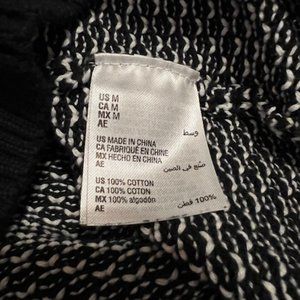 US M
CA M
MX M
AE وسط
US MADE IN CHINA
CA FABRIQUÉ EN CHINE
MX HECHO EN CHINA
AE صنع في الصين
US 100% COTTON
CA 100% COTON
MX 100% algodón
AE 100% قطن